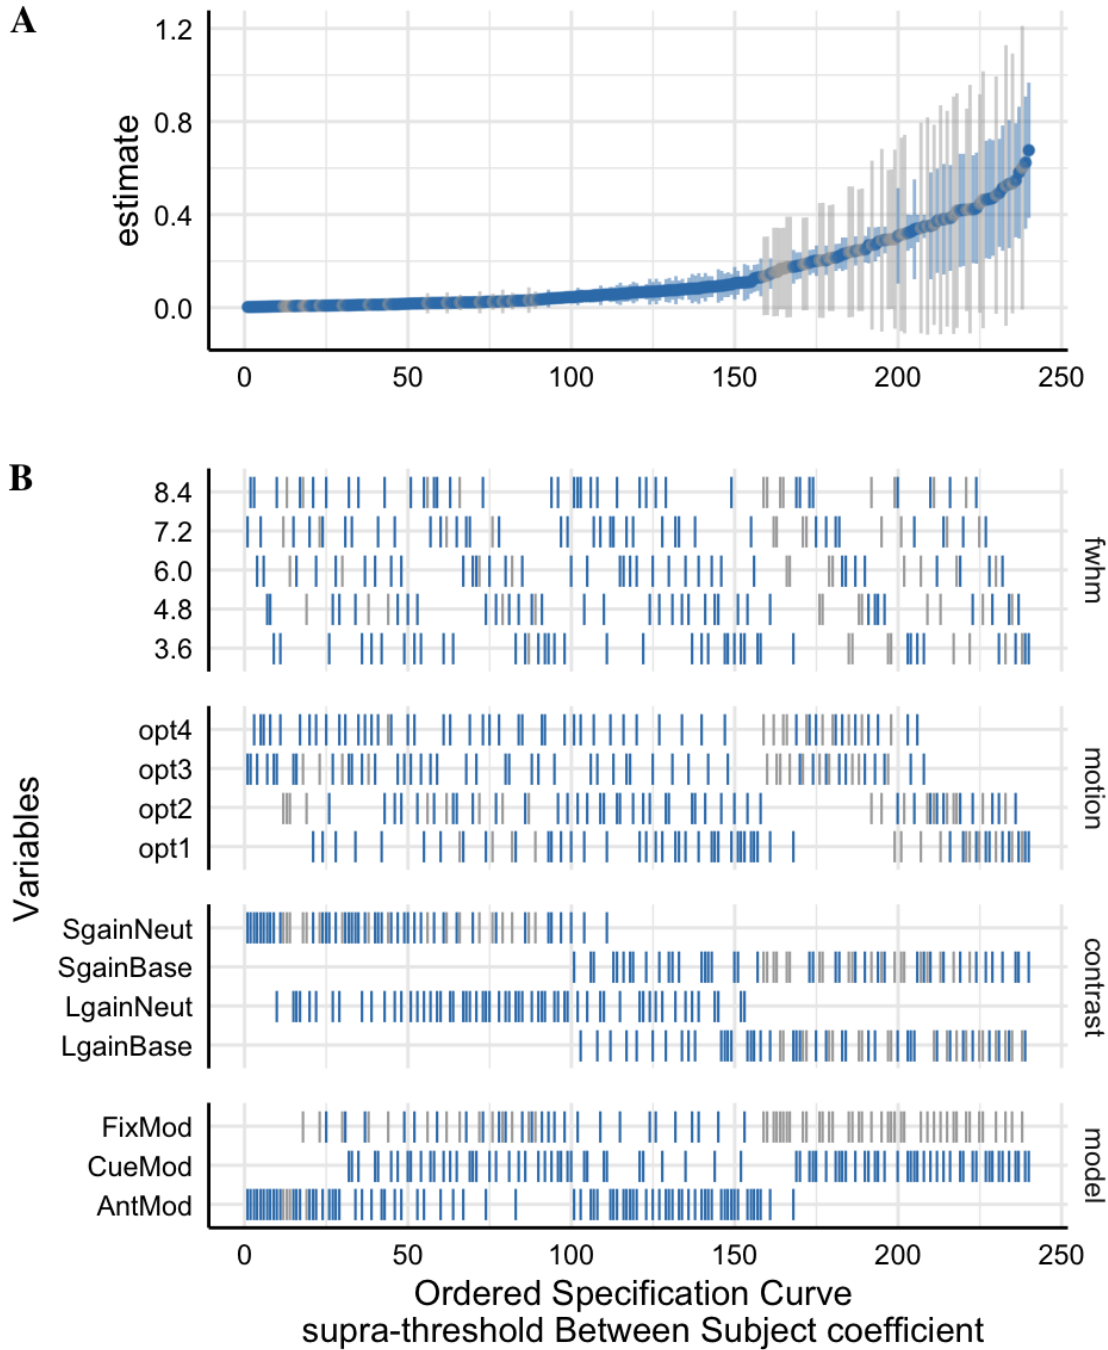 A
1.2
0.8
0.4
0.0
estimate
0 50 100 150 200 250
B
Variables
8.4
7.2
6.0
4.8
3.6
fwhm
opt4
opt3
opt2
opt1
motion
SgainNeut
SgainBase
LgainNeut
LgainBase
contrast
FixMod
CueMod
AntMod
model
0 50 100 150 200 250
Ordered Specification Curve
supra-threshold Between Subject coefficient